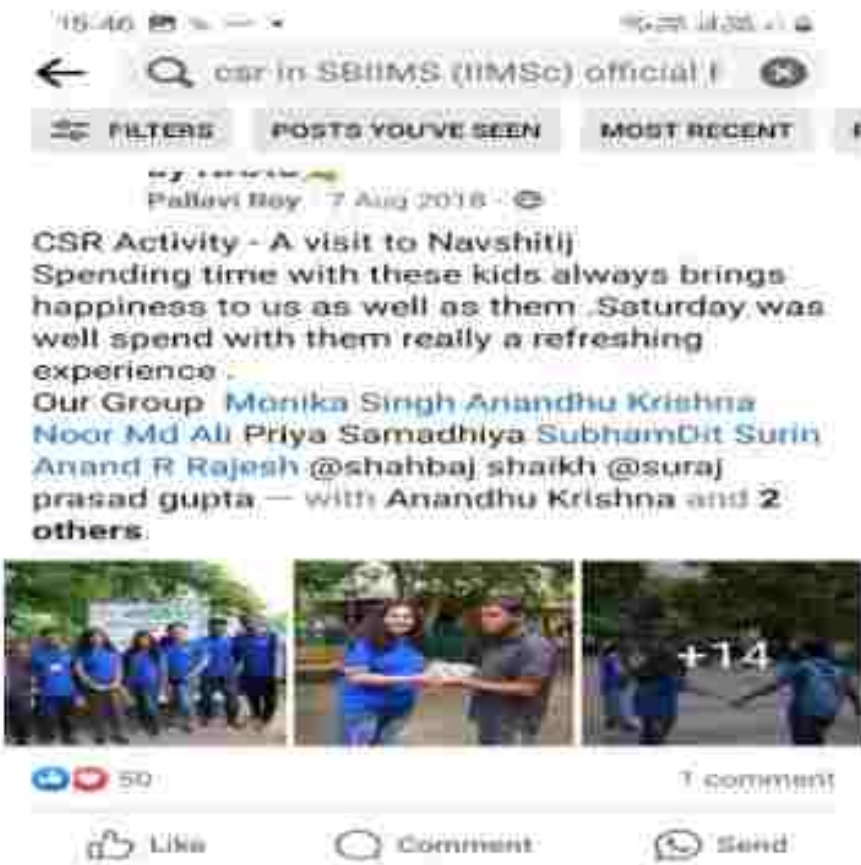 15:46
csr in SBIIMS (IIMSc) official f
FILTERS POSTS YOU'VE SEEN MOST RECENT
Pallavi Roy 7 Aug 2018
CSR Activity - A visit to Navshitij
Spending time with these kids always brings
happiness to us as well as them .Saturday was
well spend with them really a refreshing
experience .
Our Group Monika Singh Anandhu Krishna
Noor Md Ali Priya Samadhiya SubhamDit Surin
Anand R Rajesh @shahbaj shaikh @suraj
prasad gupta — with Anandhu Krishna and 2
others.
+14
50 1 comment
Like Comment Send